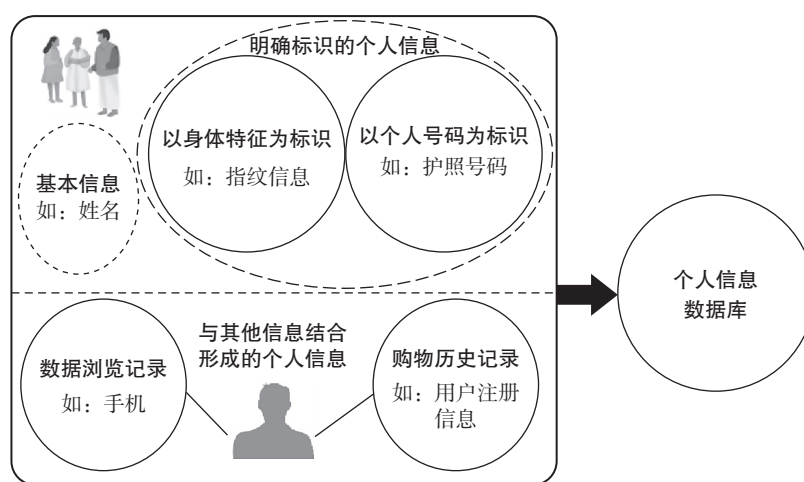 明确标识的个人信息
以身体特征为标识
如：指纹信息
以个人号码为标识
如：护照号码
基本信息
如：姓名
个人信息
数据库
与其他信息结合
形成的个人信息
数据浏览记录
如：手机
购物历史记录
如：用户注册
信息